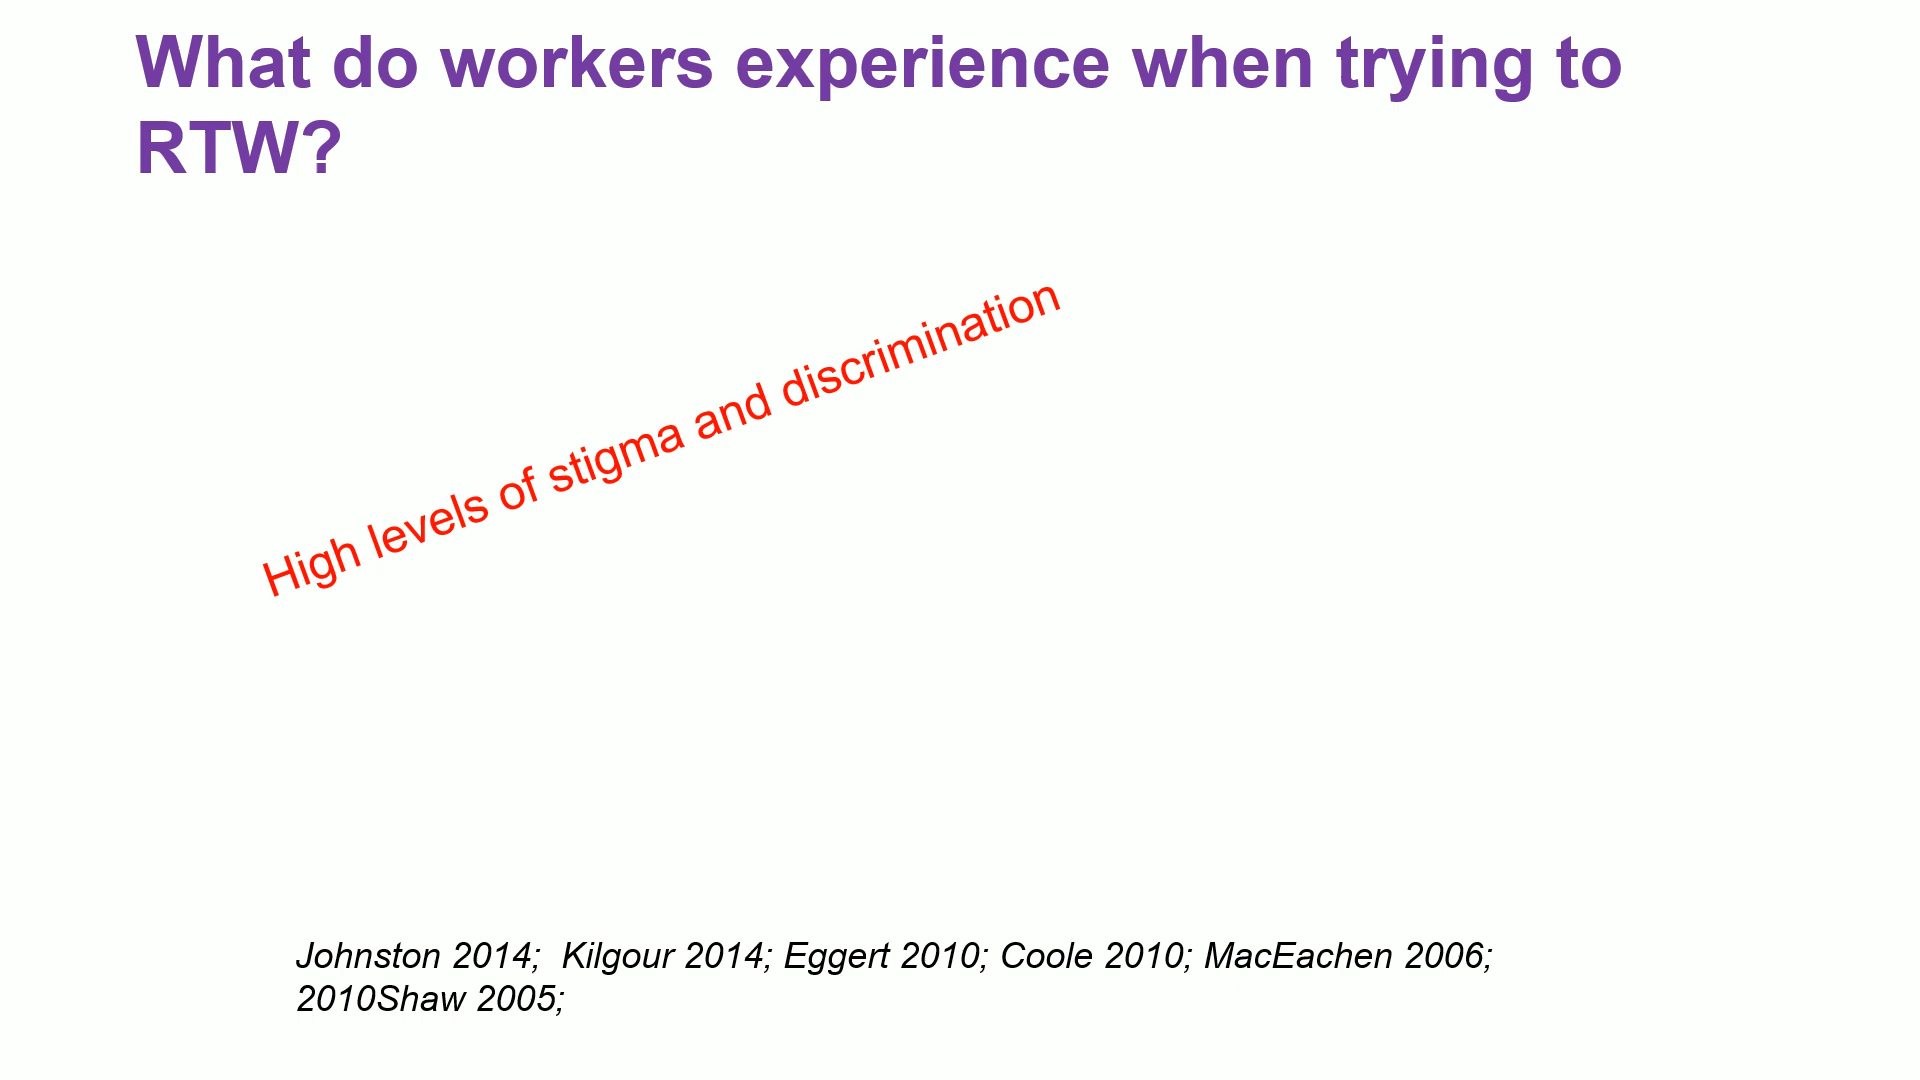 What do workers experience when trying to
RTW?
High levels of stigma and discrimination
Johnston 2014;  Kilgour 2014; Eggert 2010; Coole 2010; MacEachen 2006;
2010Shaw 2005;